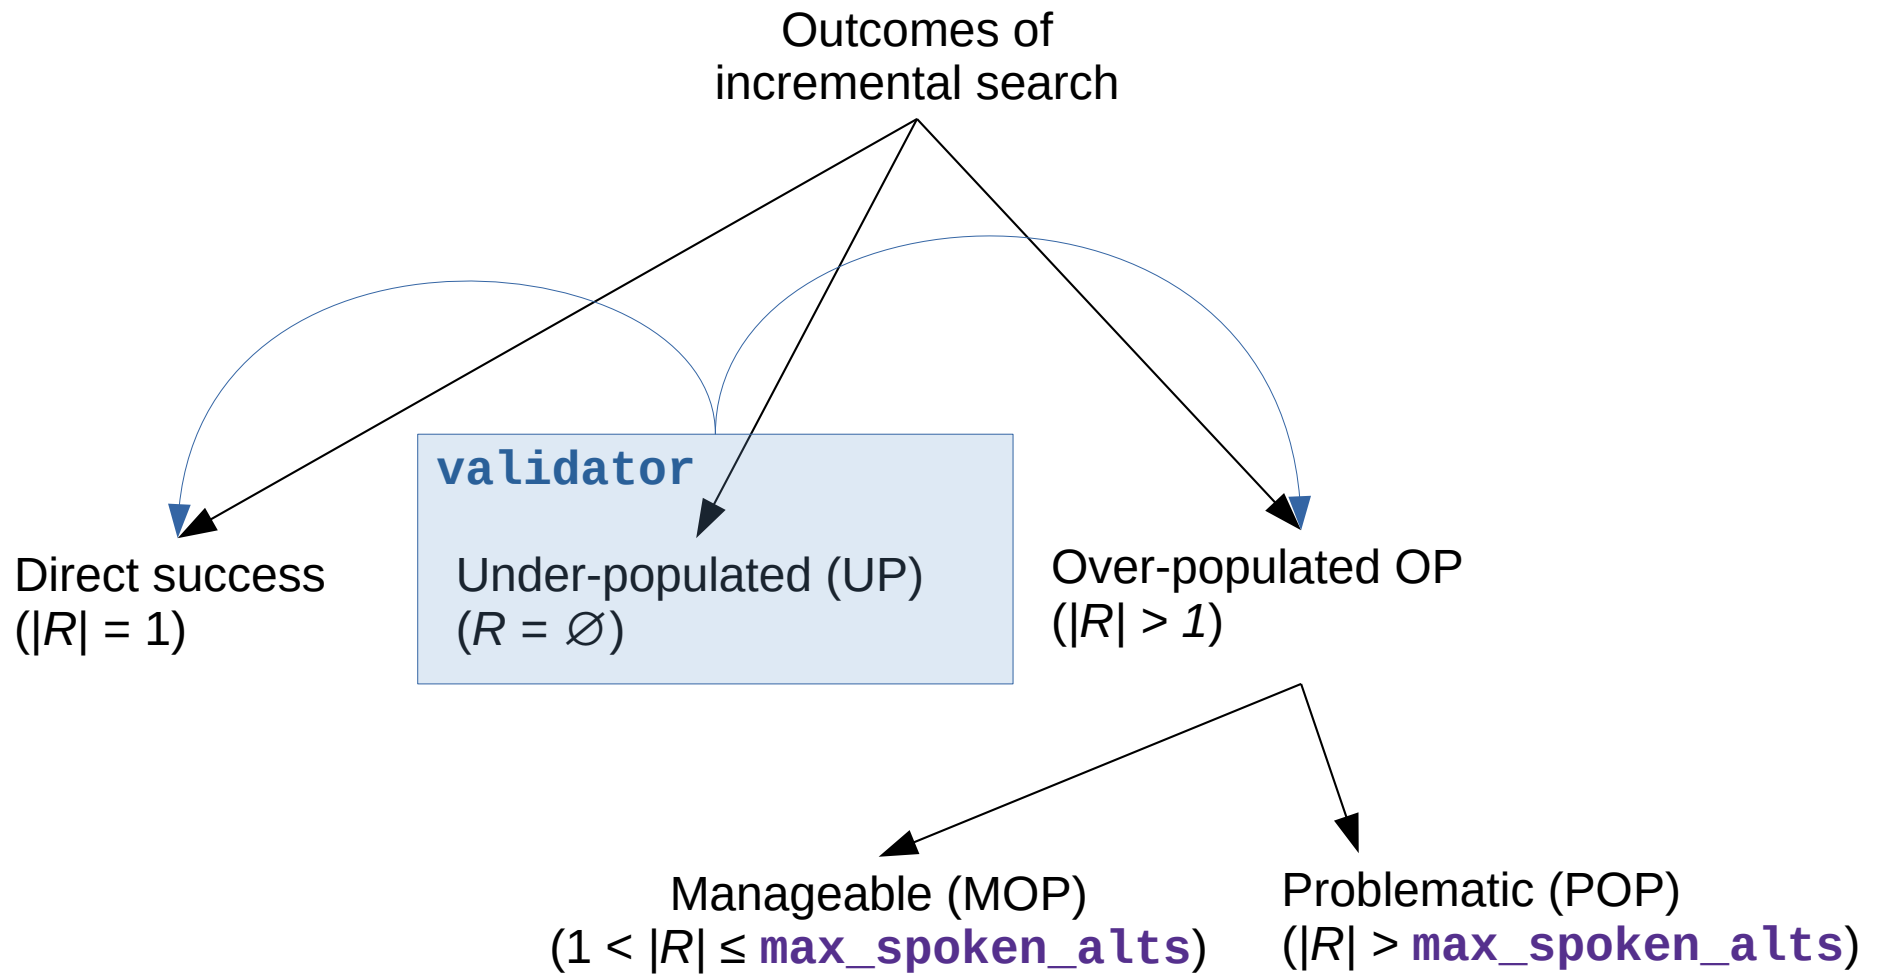 Outcomes of
incremental search
validator
Direct success
(|R| = 1)
Under-populated (UP)
(R = ∅)
Over-populated OP
(|R| > 1)
Manageable (MOP)
(1 < |R| ≤ max_spoken_alts)
Problematic (POP)
(|R| > max_spoken_alts)